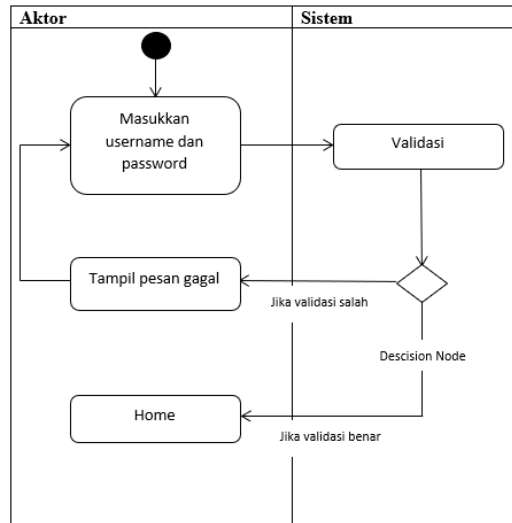 Aktor
Sistem
Masukkan
username dan
password
Validasi
Tampil pesan gagal
Jika validasi salah
Descision Node
Home
Jika validasi benar